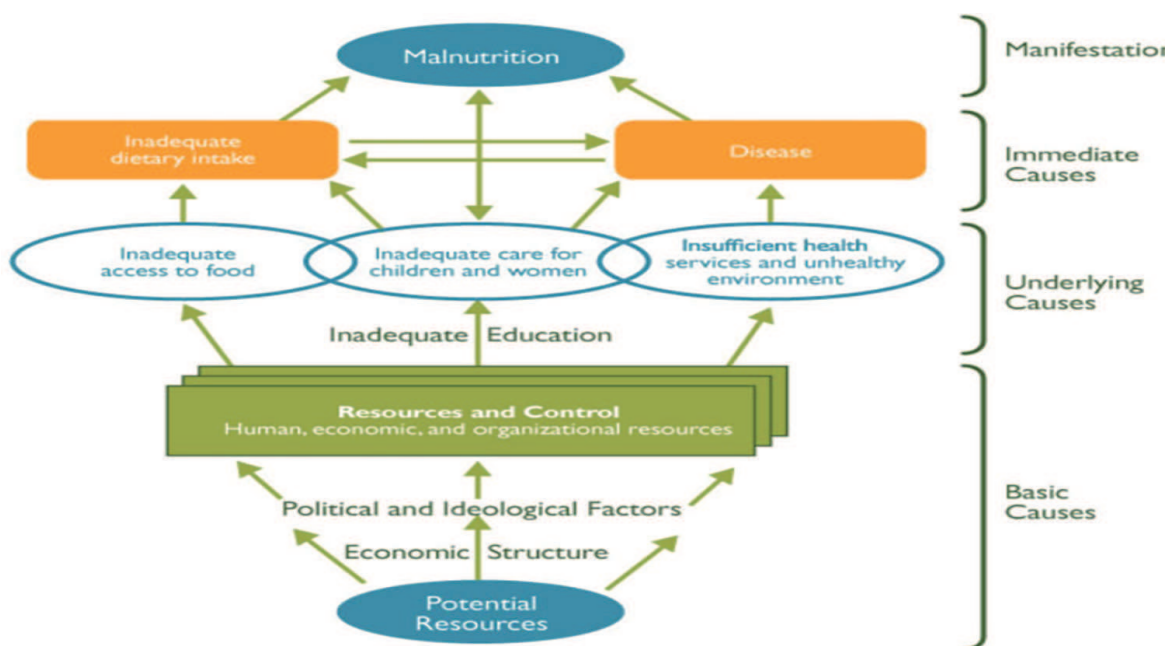 Malnutrition
Manifestation
Inadequate
dietary intake
Disease
Immediate
Causes
Inadequate
access to food
Inadequate care for
children and women
Insufficient health
services and unhealthy
environment
Underlying
Causes
Inadequate Education
Resources and Control
Human, economic, and organizational resources
Political and Ideological Factors
Basic
Causes
Economic Structure
Potential
Resources